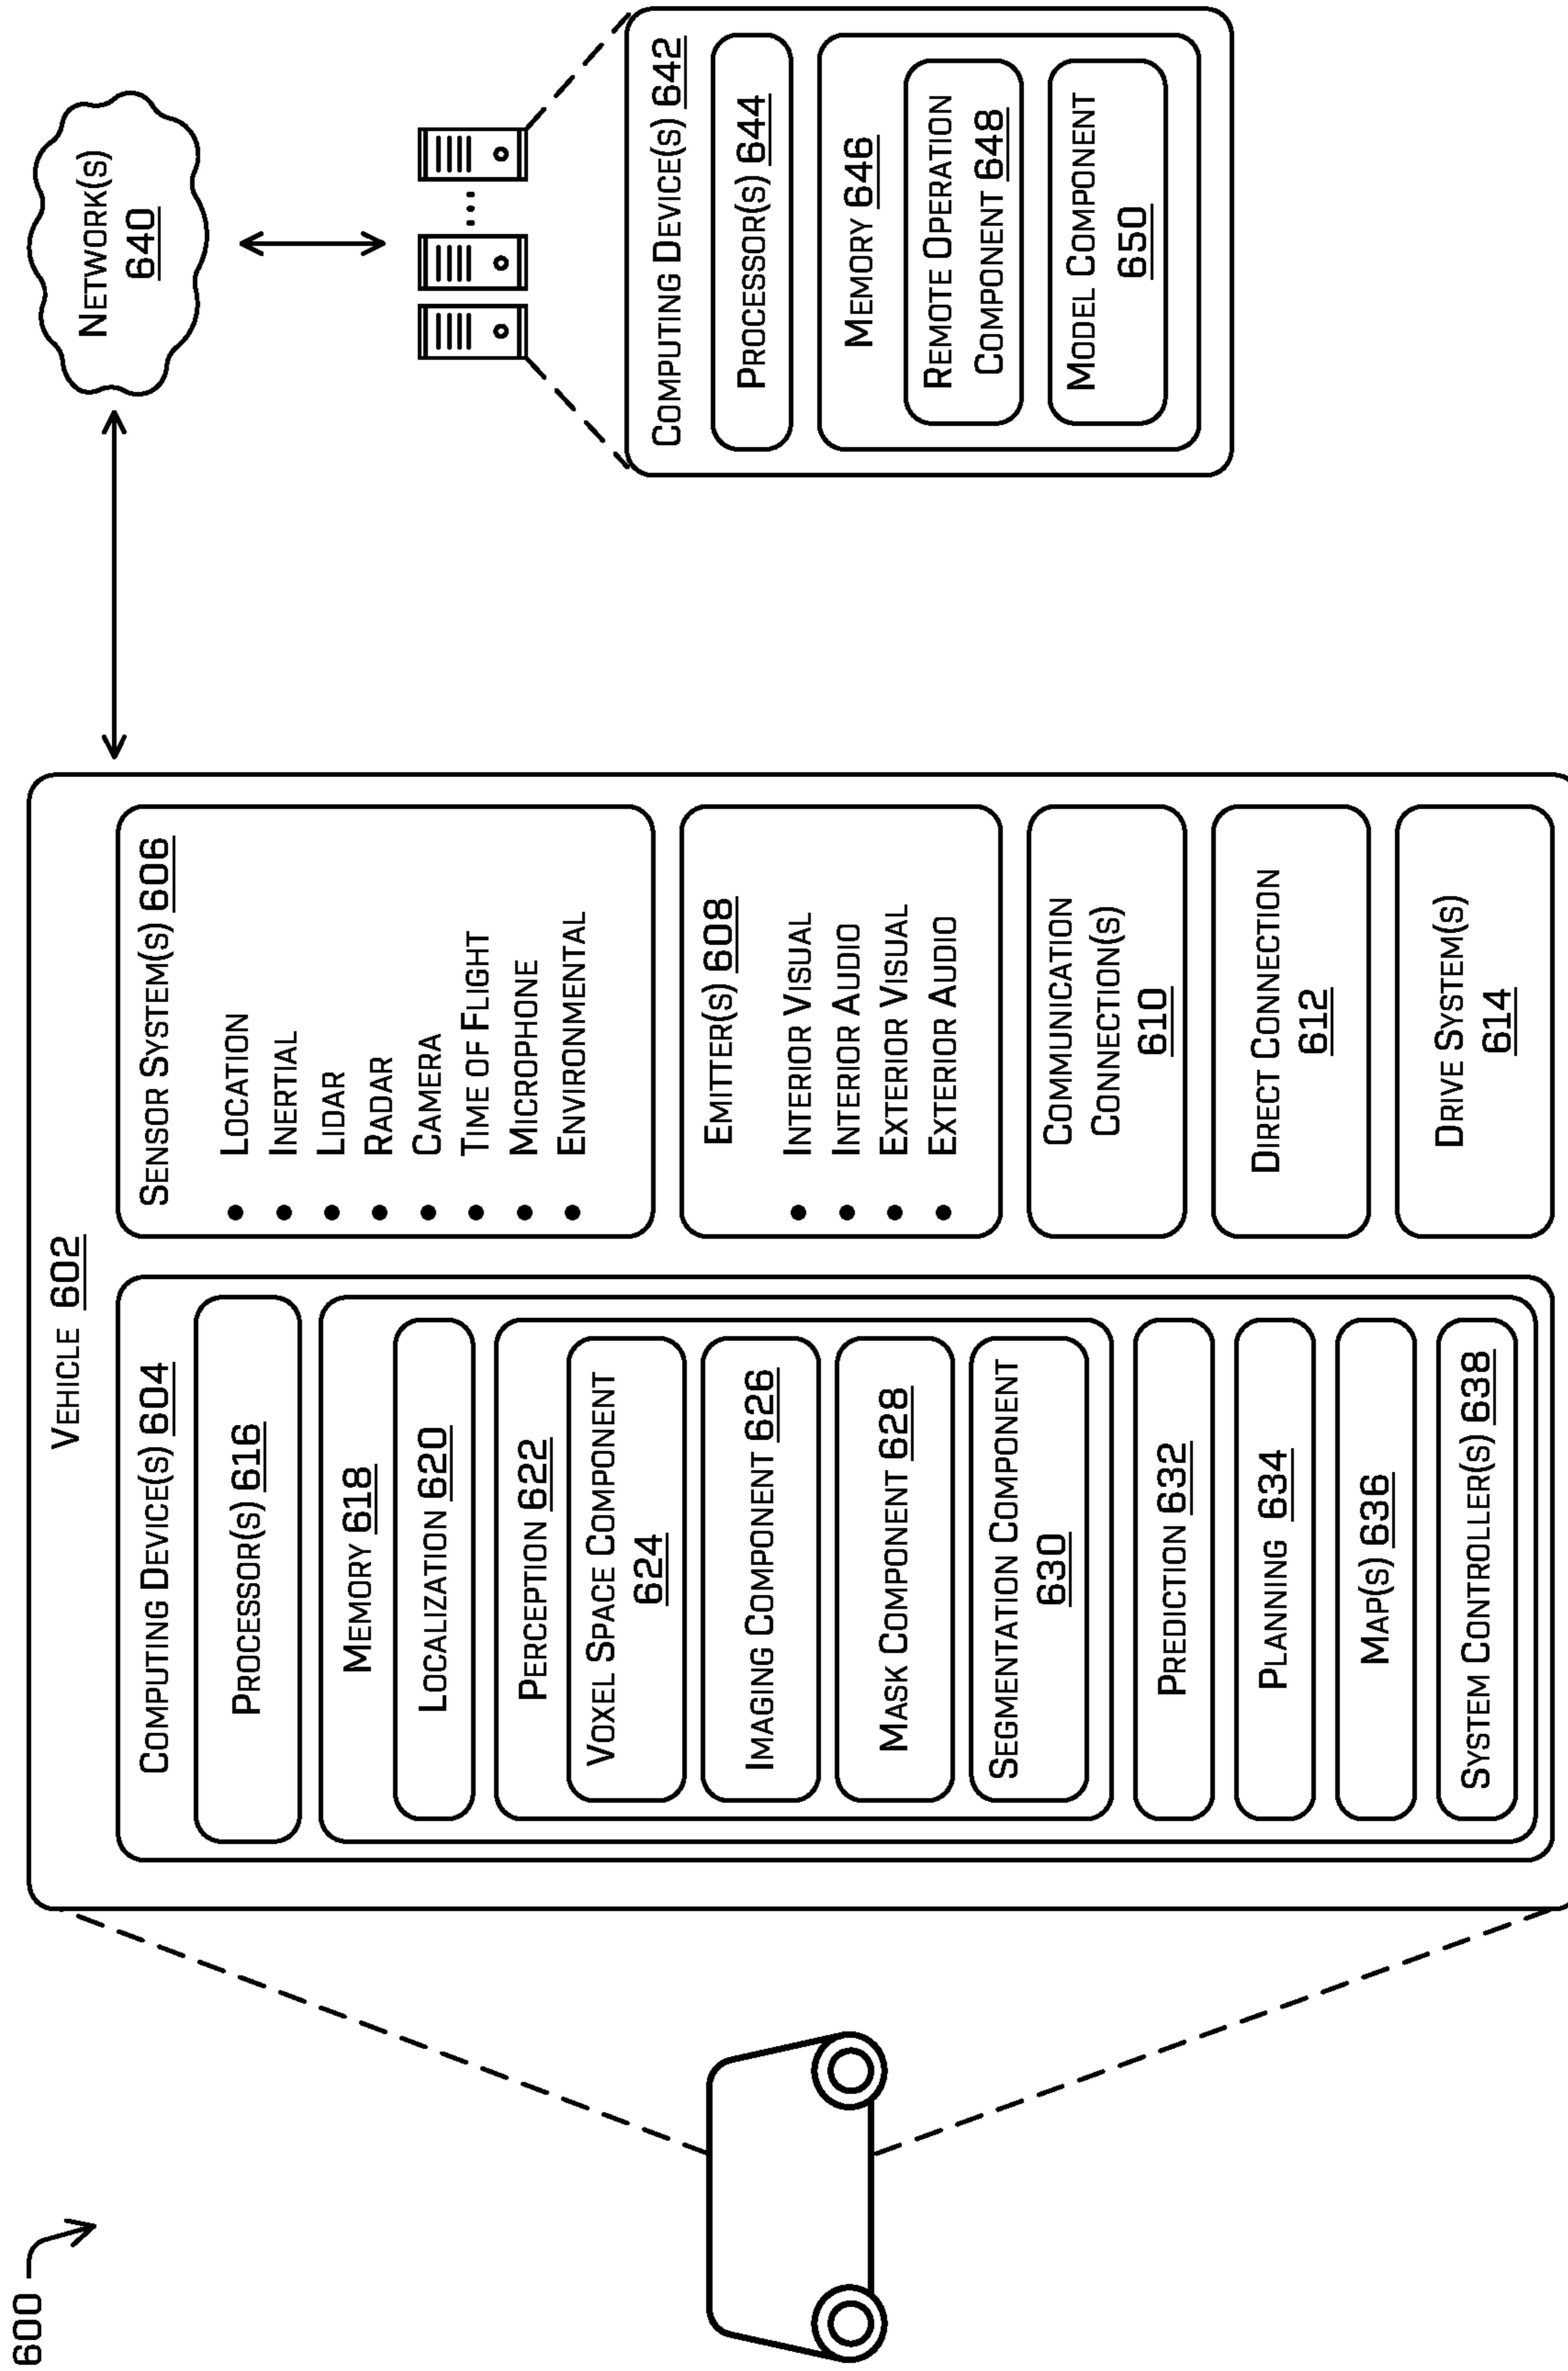 600
VEHICLE 602
COMPUTING DEVICE(S) 604
PROCESSOR(S) 616
MEMORY 618
LOCALIZATION 620
PERCEPTION 622
VOXEL SPACE COMPONENT
624
IMAGING COMPONENT 626
MASK COMPONENT 628
SEGMENTATION COMPONENT
630
PREDICTION 632
PLANNING 634
MAP(S) 636
SYSTEM CONTROLLER(S) 638
SENSOR SYSTEM(S) 606
• LOCATION
• INERTIAL
• LIDAR
• RADAR
• CAMERA
• TIME OF FLIGHT
• MICROPHONE
• ENVIRONMENTAL
EMITTER(S) 608
• INTERIOR VISUAL
• INTERIOR AUDIO
• EXTERIOR VISUAL
• EXTERIOR AUDIO
COMMUNICATION
CONNECTION(S)
610
DIRECT CONNECTION
612
DRIVE SYSTEM(S)
614
NETWORK(S)
640
...
COMPUTING DEVICE(S) 642
PROCESSOR(S) 644
MEMORY 646
REMOTE OPERATION
COMPONENT 648
MODEL COMPONENT
650